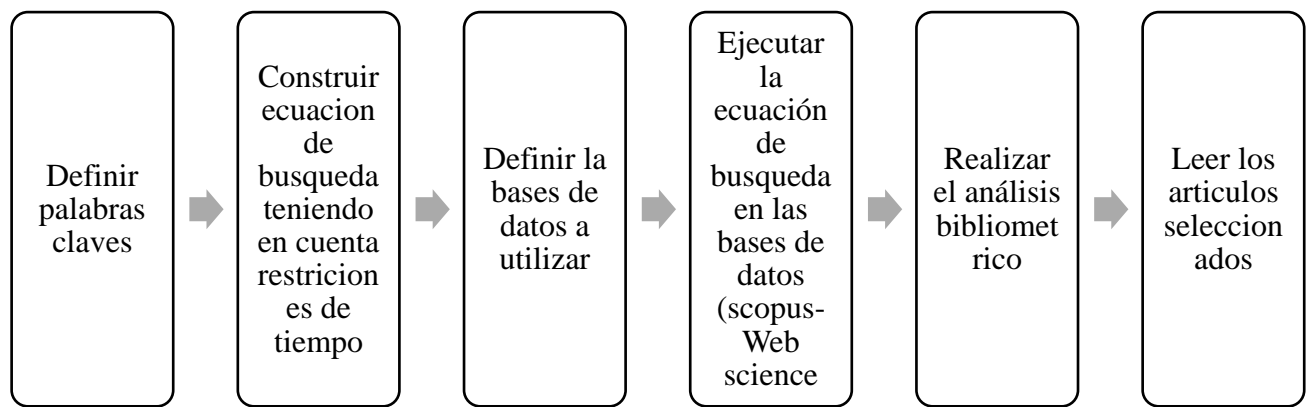 Definir
palabras
claves
Construir
ecuacion
de
busqueda
teniendo
en cuenta
restricion
es de
tiempo
Definir la
bases de
datos a
utilizar
Ejecutar
la
ecuación
de
busqueda
en las
bases de
datos
(scopus-
Web
science
Realizar
el análisis
bibliomet
rico
Leer los
articulos
seleccion
ados